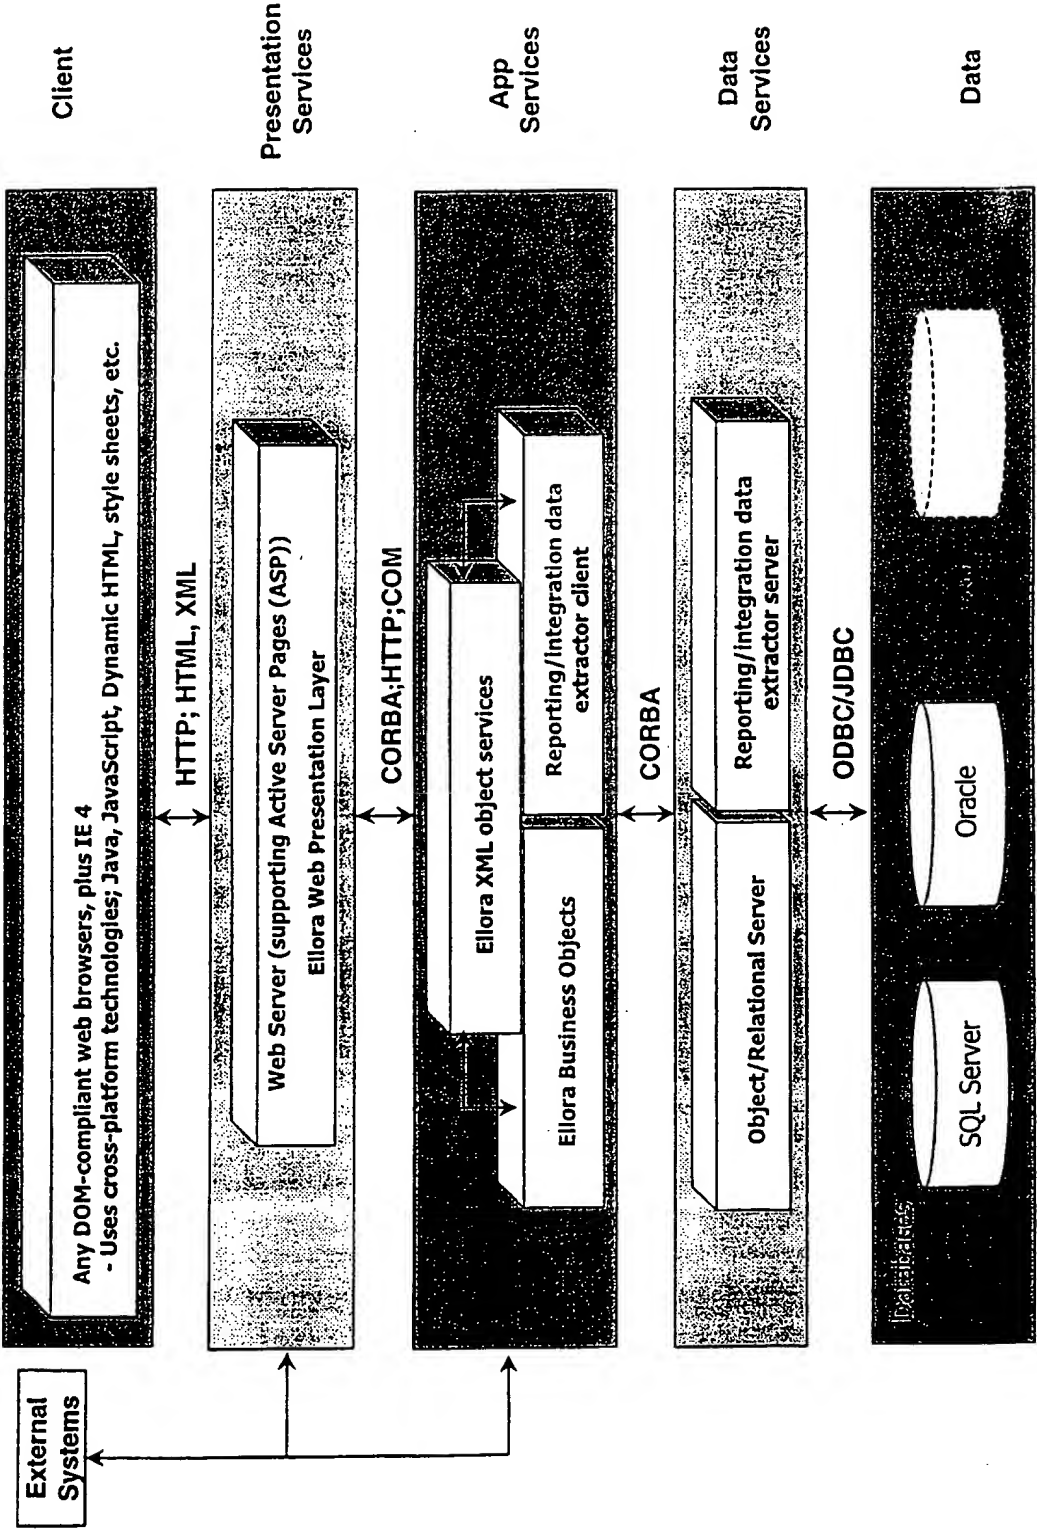 External
Systems
Any DOM-compliant web browsers, plus IE 4
- Uses cross-platform technologies; Java, JavaScript, Dynamic HTML, style sheets, etc.
Client
HTTP; HTML, XML
Web Server (supporting Active Server Pages (ASP))
Ellora Web Presentation Layer
Presentation
Services
CORBA;HTTP;COM
Ellora XML object services
Ellora Business Objects
Reporting/integration data
extractor client
App
Services
CORBA
Object/Relational Server
Reporting/integration data
extractor server
Data
Services
ODBC/JDBC
Databases
SQL Server
Oracle
Data